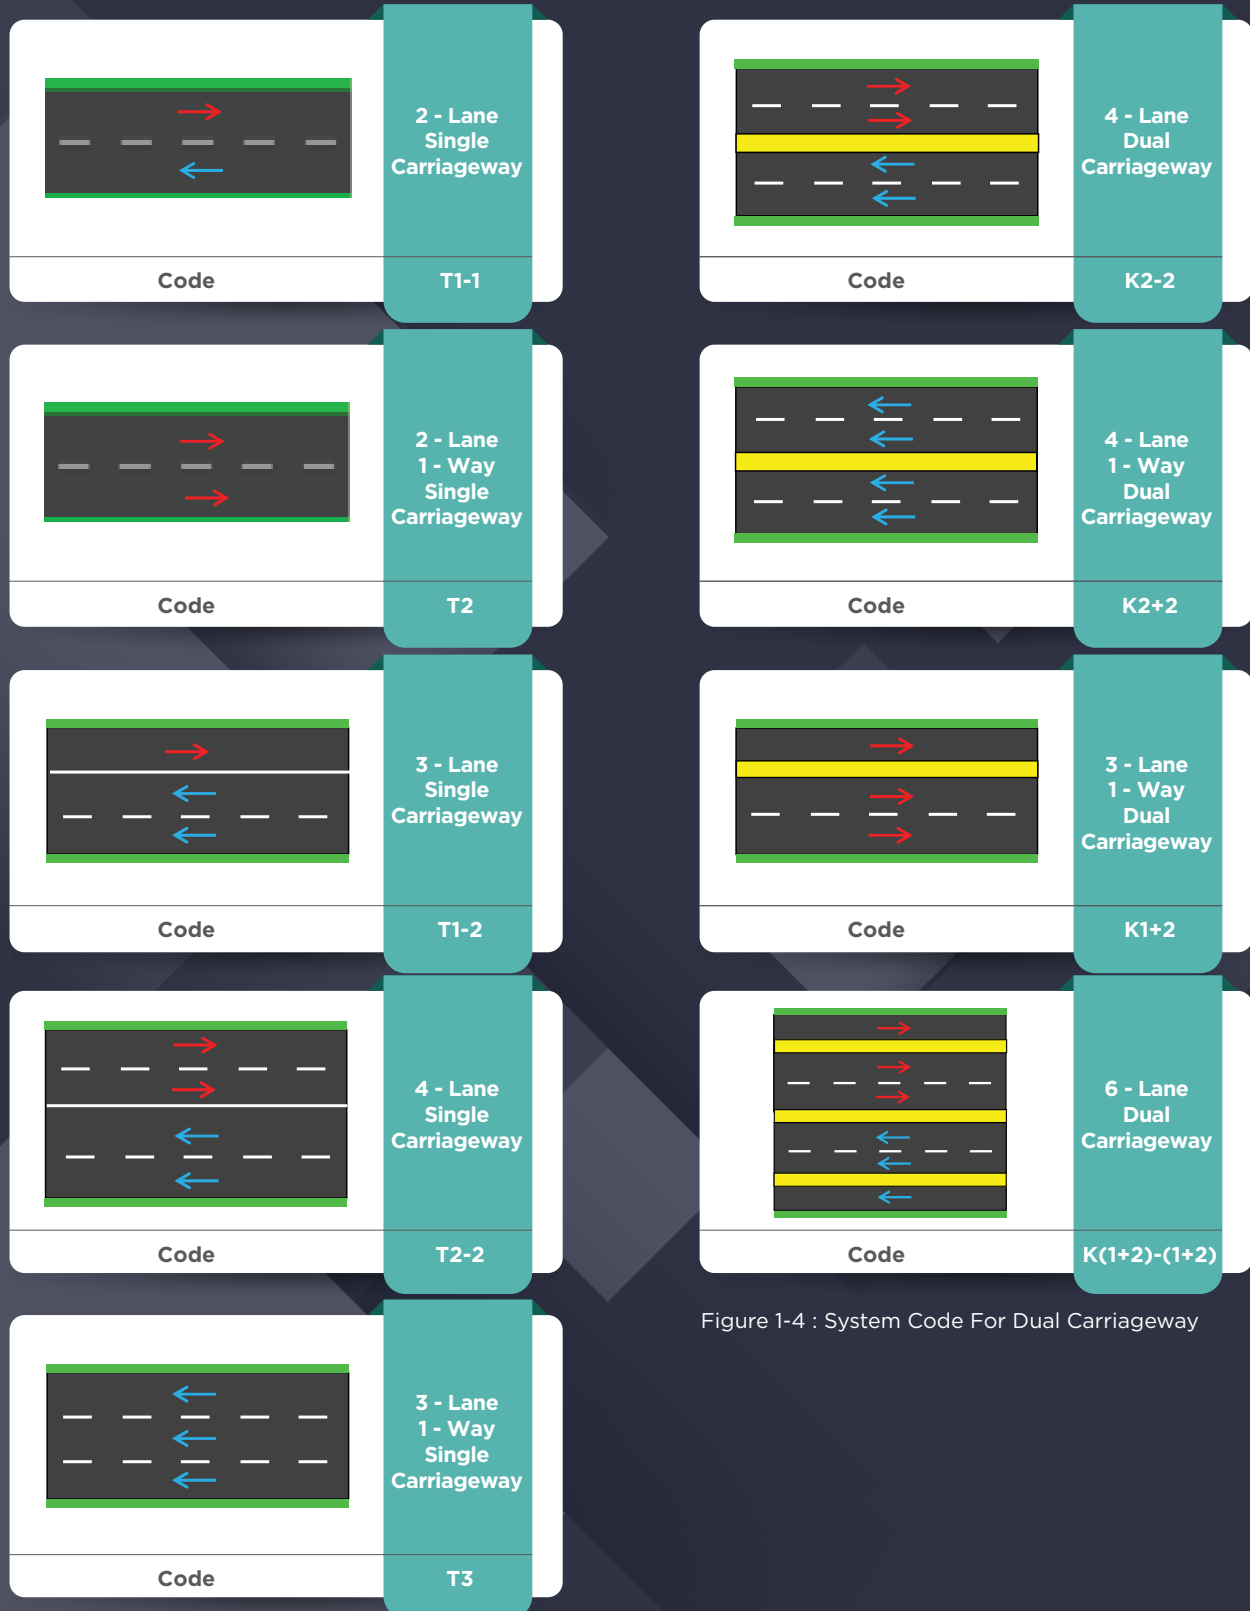 2 - Lane
Single
Carriageway
Code
T1-1
2 - Lane
1 - Way
Single
Carriageway
Code
T2
3 - Lane
Single
Carriageway
Code
T1-2
4 - Lane
Single
Carriageway
Code
T2-2
3 - Lane
1 - Way
Single
Carriageway
Code
T3
4 - Lane
Dual
Carriageway
Code
K2-2
4 - Lane
1 - Way
Dual
Carriageway
Code
K2+2
3 - Lane
1 - Way
Dual
Carriageway
Code
K1+2
6 - Lane
Dual
Carriageway
Code
K(1+2)-(1+2)
Figure 1-4 : System Code For Dual Carriageway